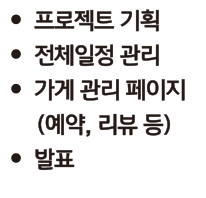 • 프로젝트 기획
• 전체일정 관리
• 가게 관리 페이지
(예약, 리뷰 등)
• 발표